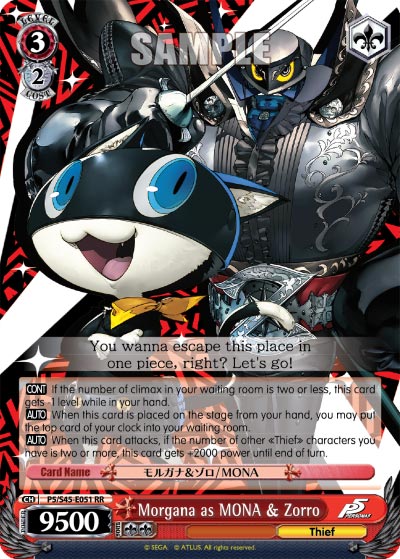 LEVEL
3
2
COST
SAMPLE
You wanna escape this place in
one piece, right? Let's go!
CONT If the number of climax in your waiting room is two or less, this card
gets -1 level while in your hand.
AUTO When this card is placed on the stage from your hand, you may put
the top card of your clock into your waiting room.
AUTO When this card attacks, if the number of other «Thief» characters you
have is two or more, this card gets +2000 power until end of turn.
Card Name
モルガナ&ゾロ/MONA
CH P5/S45-E051 RR
9500
Morgana as MONA & Zorro
P5
PERSONA5
Thief
© SEGA. © ATLUS. All rights reserved.